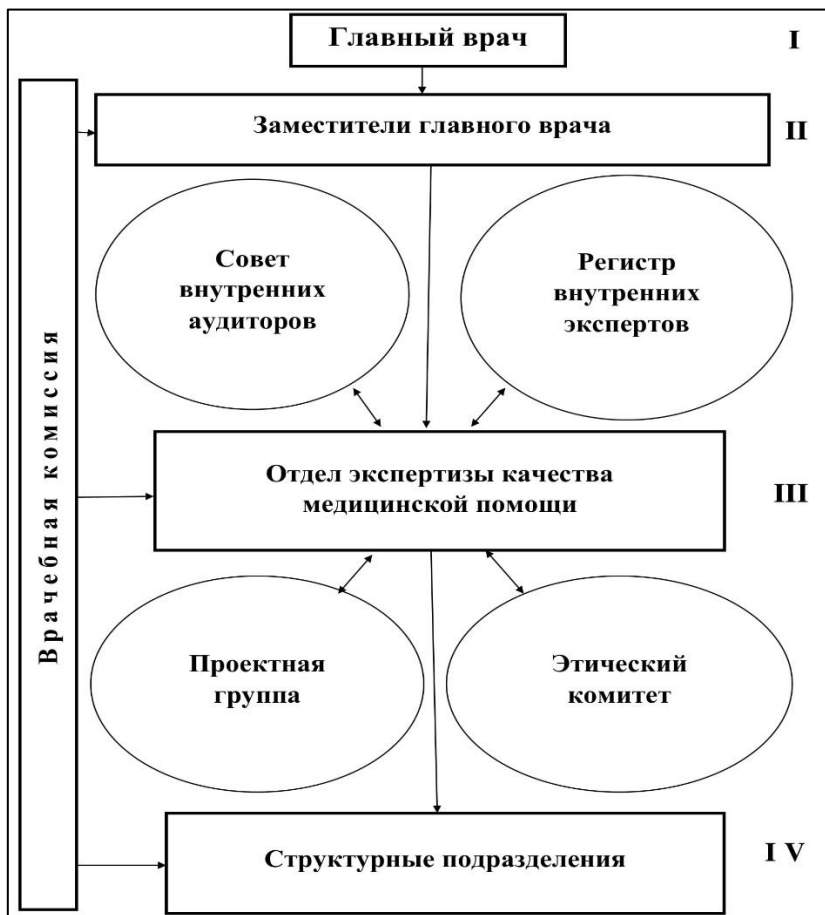 Главный врач
I
Заместители главного врача
II
Совет
внутренних
аудиторов
Регистр
внутренних
экспертов
Врачебная комиссия
Отдел экспертизы качества
медицинской помощи
III
Проектная
группа
Этический
комитет
Структурные подразделения
I V